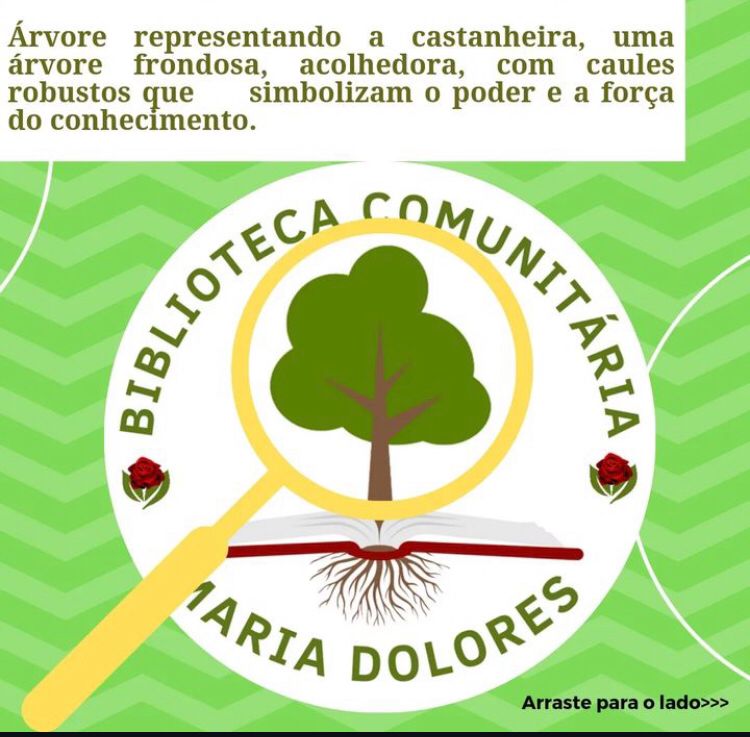 Árvore representando a castanheira, uma
árvore frondosa, acolhedora, com caules
robustos que simbolizam o poder e a força
do conhecimento.
BIBLIOTECA COMUNITÁRIA
MARIA DOLORES
Arraste para o lado>>>